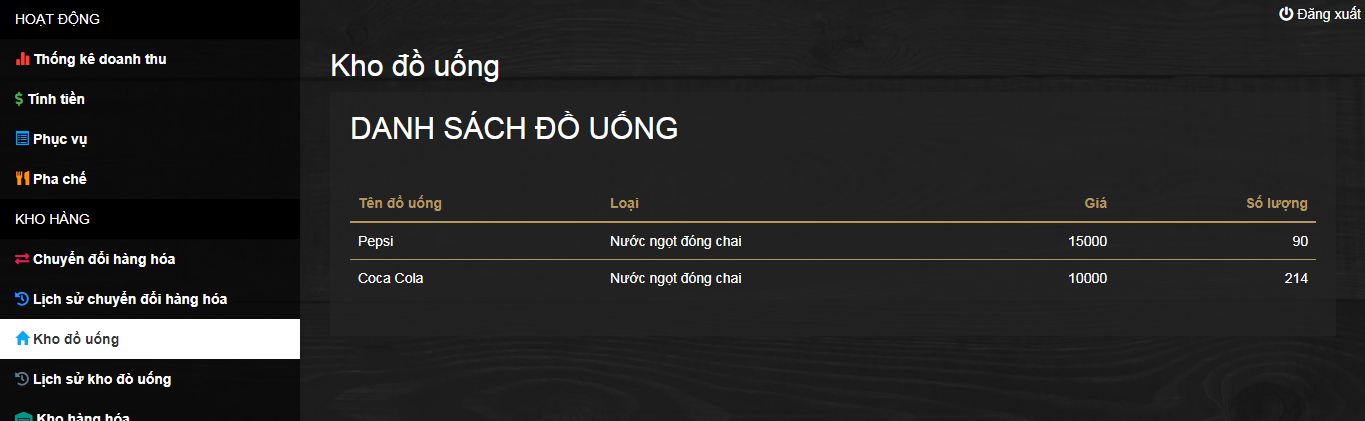 HOẠT ĐỘNG
Thống kê doanh thu
Tính tiền
Phục vụ
Pha chế
KHO HÀNG
Chuyển đổi hàng hóa
Lịch sử chuyển đổi hàng hóa
Kho đồ uống
Lịch sử kho đò uống
Kho hàng hóa
Đăng xuất
Kho đồ uống
DANH SÁCH ĐỒ UỐNG
Tên đồ uống Loại Giá Số lượng
Pepsi Nước ngọt đóng chai 15000 90
Coca Cola Nước ngọt đóng chai 10000 214